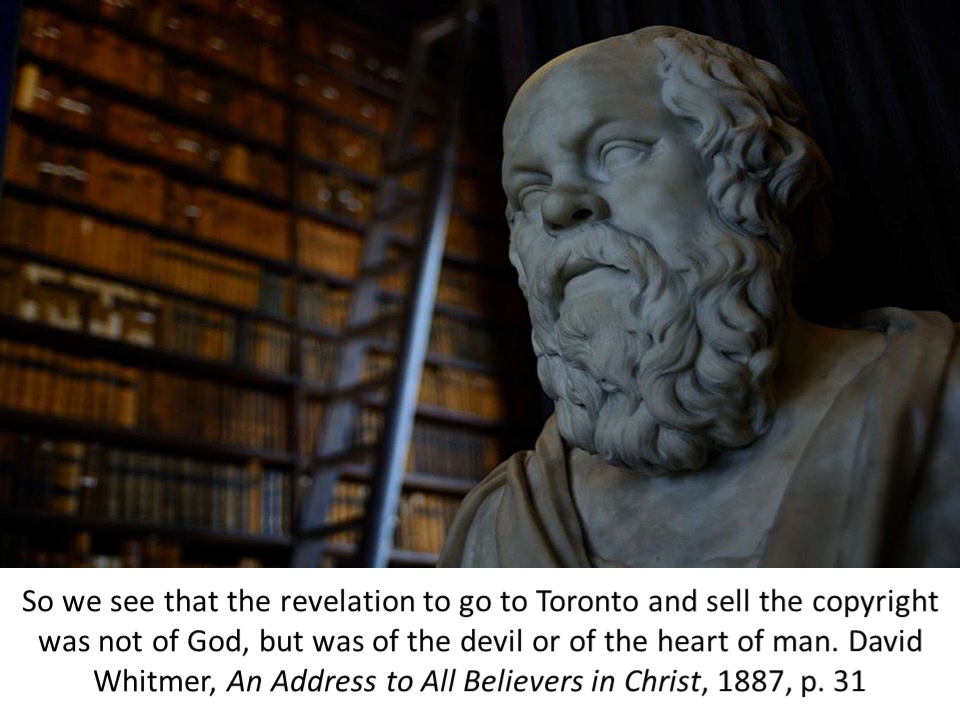 So we see that the revelation to go to Toronto and sell the copyright
was not of God, but was of the devil or of the heart of man. David
Whitmer, An Address to All Believers in Christ, 1887, p. 31